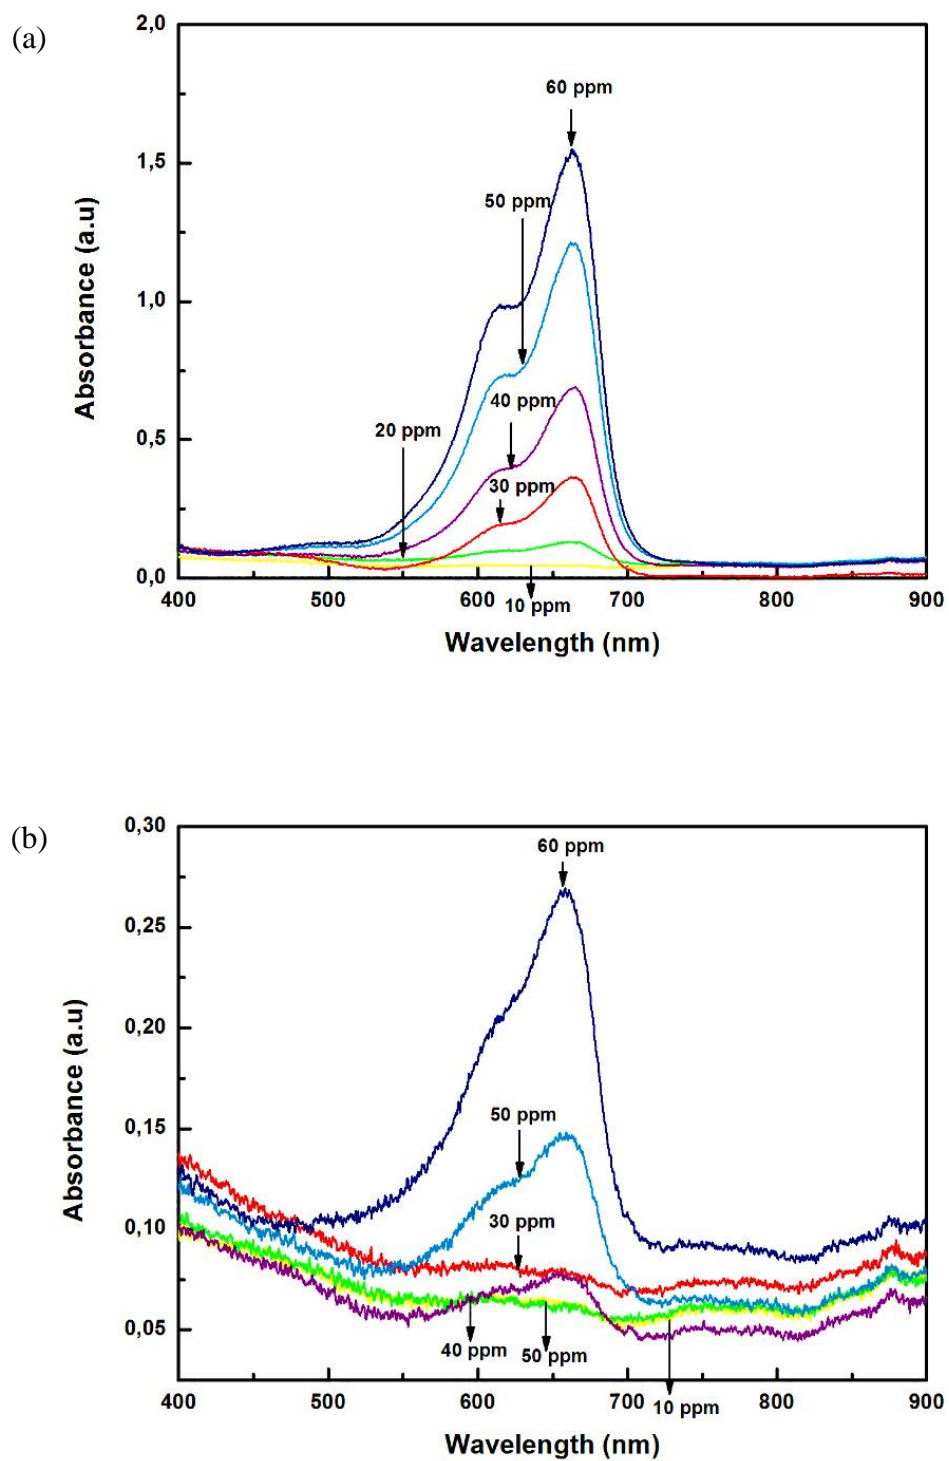 (a)
2,0
1,5
1,0
0,5
0,0
Absorbance (a.u)
60 ppm
50 ppm
40 ppm
20 ppm
30 ppm
10 ppm
400 500 600 700 800 900
Wavelength (nm)
(b)
0,30
0,25
0,20
0,15
0,10
0,05
Absorbance (a.u)
60 ppm
50 ppm
30 ppm
40 ppm
50 ppm
10 ppm
400 500 600 700 800 900
Wavelength (nm)